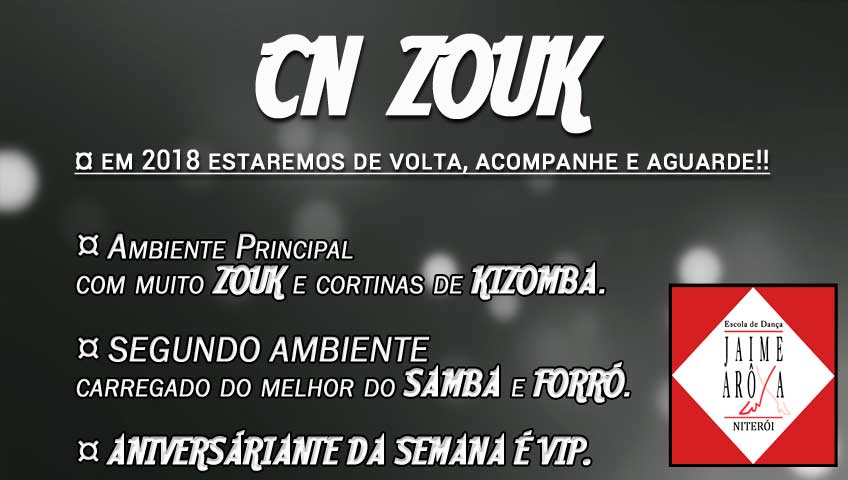 CN ZOUK
¤ EM 2018 ESTAREMOS DE VOLTA, ACOMPANHE E AGUARDE!!
¤ AMBIENTE PRINCIPAL
COM MUITO ZOUK E CORTINAS DE KIZOMBA.
¤ SEGUNDO AMBIENTE
CARREGADO DO MELHOR DO SAMBA E FORRÓ.
¤ ANIVERSÁRIANTE DA SEMANA É VIP.
Escola de Dança
JAIME
ARÔXA
NITERÓI